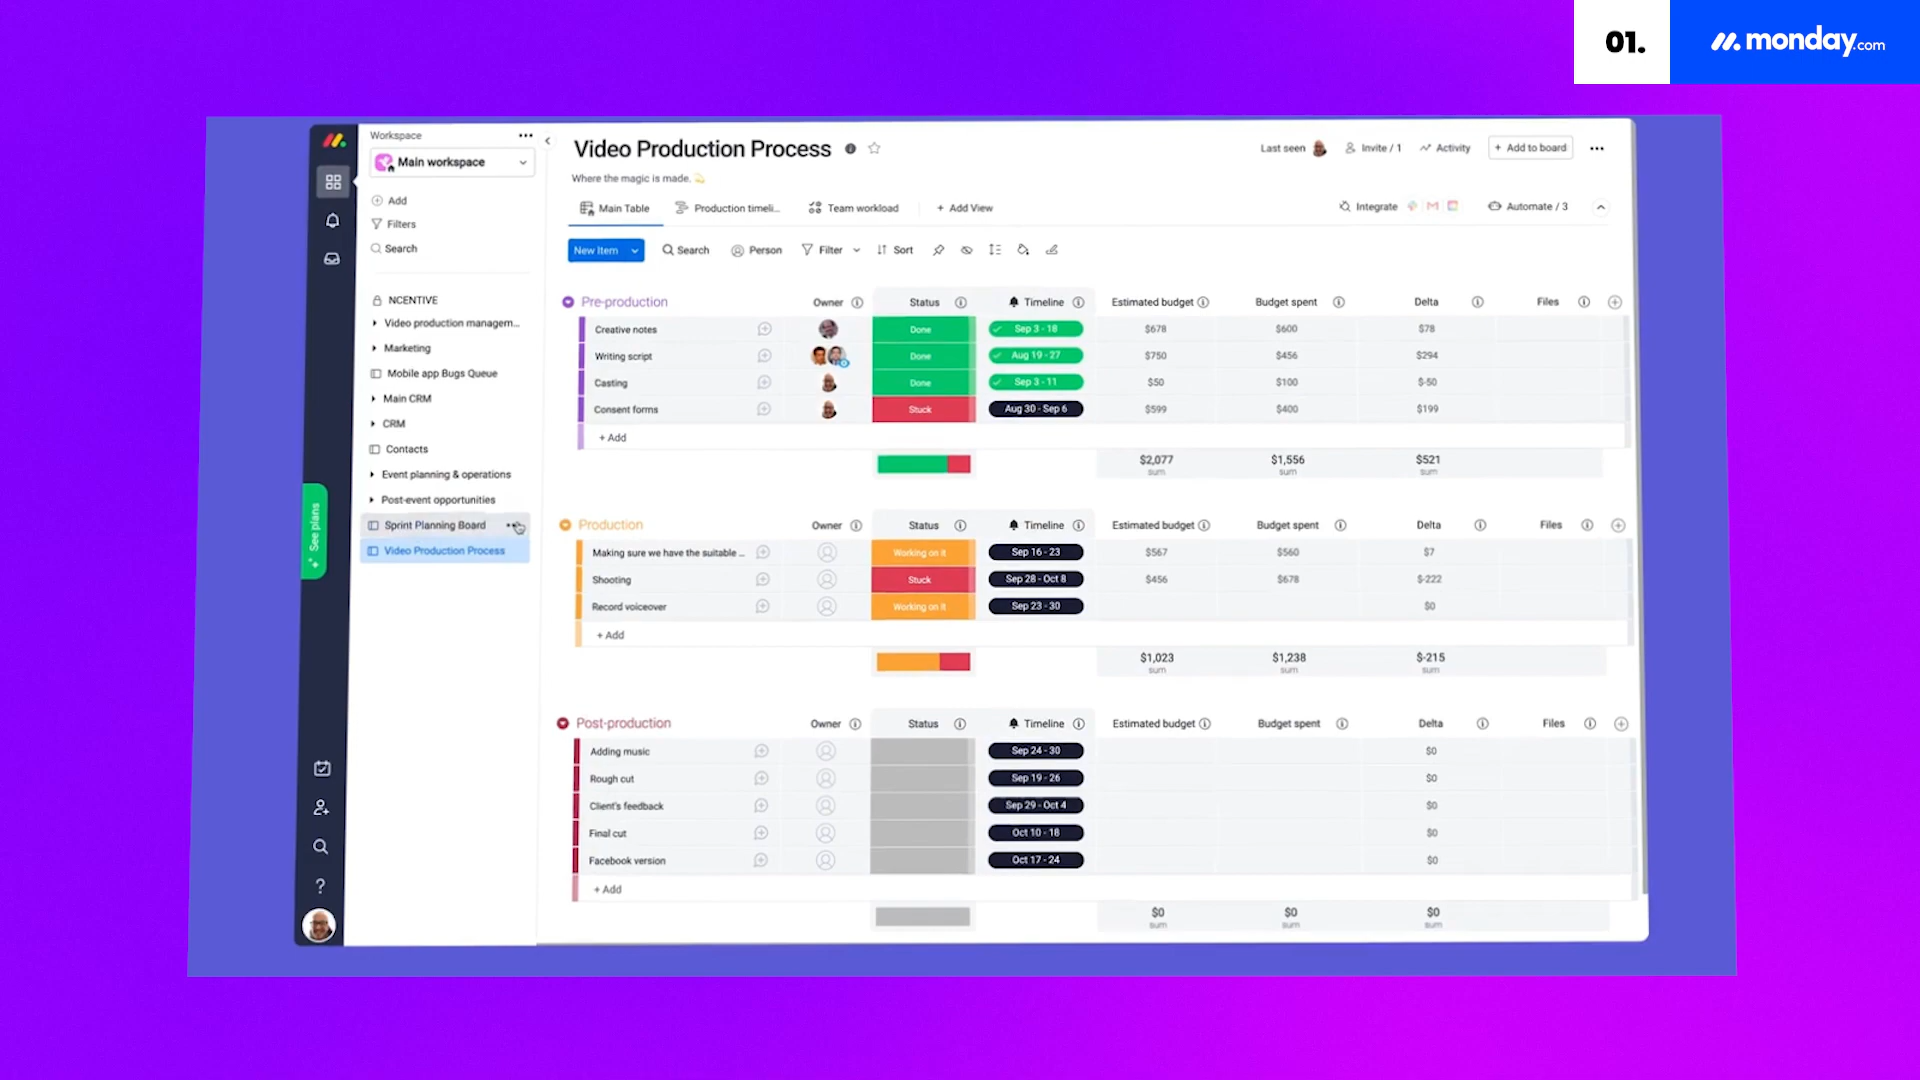 01.
monday.com
Workspace
Main workspace
Add
Filters
Search
NCENTIVE
Video production managem...
Marketing
Mobile app Bugs Queue
Main CRM
CRM
Contacts
Event planning & operations
Post-event opportunities
Sprint Planning Board
Video Production Process
See plans
Video Production Process
Last seen
Invite / 1
Activity
+ Add to board
Where the magic is made.
Main Table
Production timeli...
Team workload
+ Add View
Integrate
Automate / 3
New Item
Search
Person
Filter
Sort
Pre-production Owner Status Timeline Estimated budget Budget spent Delta Files
Creative notes Done Sep 3 - 18 $678 $600 $78
Writing script Done Aug 19 - 27 $750 $456 $294
Casting Done Sep 3 - 11 $50 $100 $-50
Consent forms Stuck Aug 30 - Sep 6 $599 $400 $199
+ Add
$2,077 $1,556 $521
sum sum sum
Production Owner Status Timeline Estimated budget Budget spent Delta Files
Making sure we have the suitable ... Working on it Sep 16 - 23 $567 $560 $7
Shooting Stuck Sep 28 - Oct 8 $456 $678 $-222
Record voiceover Working on it Sep 23 - 30 $0
+ Add
$1,023 $1,238 $-215
sum sum sum
Post-production Owner Status Timeline Estimated budget Budget spent Delta Files
Adding music Sep 24 - 30 $0
Rough cut Sep 19 - 26 $0
Client's feedback Sep 29 - Oct 4 $0
Final cut Oct 10 - 18 $0
Facebook version Oct 17 - 24 $0
+ Add
$0 $0 $0
sum sum sum